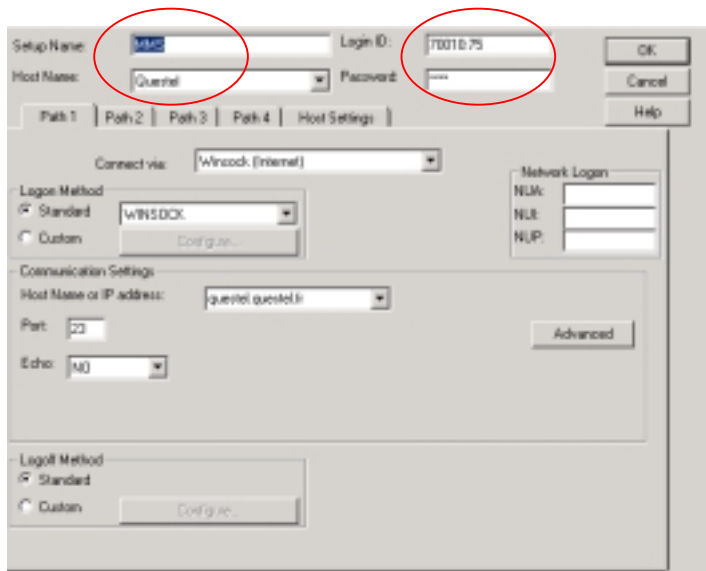 Setup Name: MMS Login ID: 70010.75 OK
Host Name: Questel Password: **** Cancel
Path 1 Path 2 Path 3 Path 4 Host Settings Help
Connect via: Winsock (Internet)
Network Logon
Logon Method NUA:
Standard WINSOCK NUI:
Custom Configure... NUP:
Communication Settings
Host Name or IP address: questel.questel.fr
Port: 23 Advanced
Echo: NO
Logoff Method
Standard
Custom Configure...